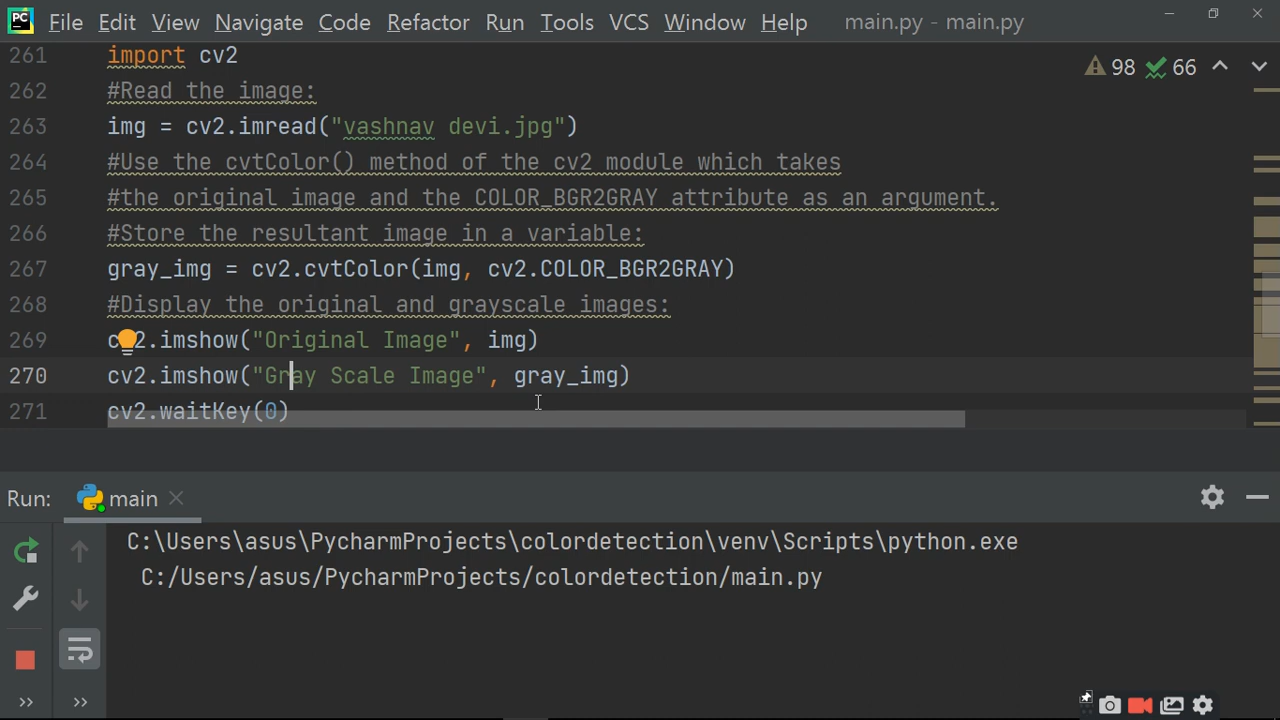 PC File Edit View Navigate Code Refactor Run Tools VCS Window Help main.py - main.py
98 66
261 import cv2
262 #Read the image:
263 img = cv2.imread("vashnav devi.jpg")
264 #Use the cvtColor() method of the cv2 module which takes
265 #the original image and the COLOR_BGR2GRAY attribute as an argument.
266 #Store the resultant image in a variable:
267 gray_img = cv2.cvtColor(img, cv2.COLOR_BGR2GRAY)
268 #Display the original and grayscale images:
269 cv2.imshow("Original Image", img)
270 cv2.imshow("Gray Scale Image", gray_img)
271 cv2.waitKey(0)
Run: main
C:\Users\asus\PycharmProjects\colordetection\venv\Scripts\python.exe
C:/Users/asus/PycharmProjects/colordetection/main.py